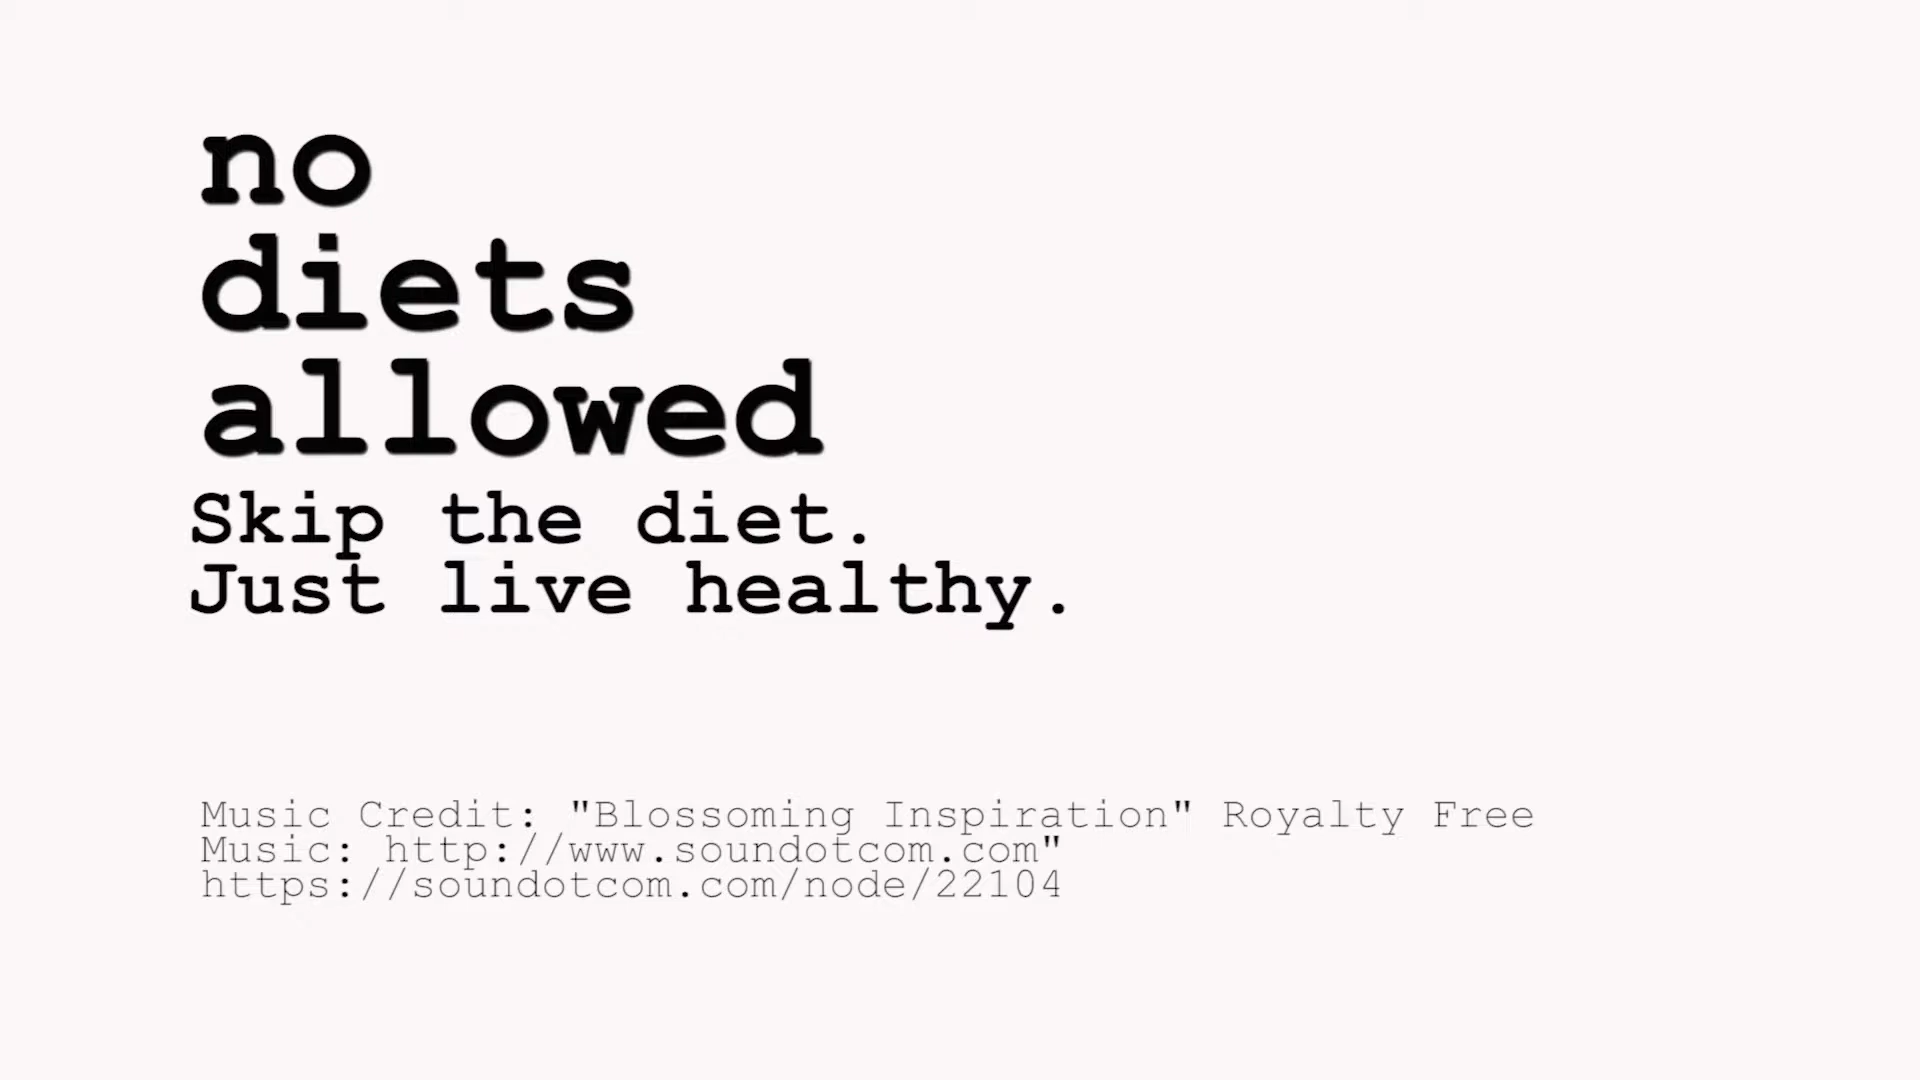 no
diets
allowed
Skip the diet.
Just live healthy.
Music Credit: "Blossoming Inspiration" Royalty Free
Music: http://www.soundotcom.com"
https://soundotcom.com/node/22104